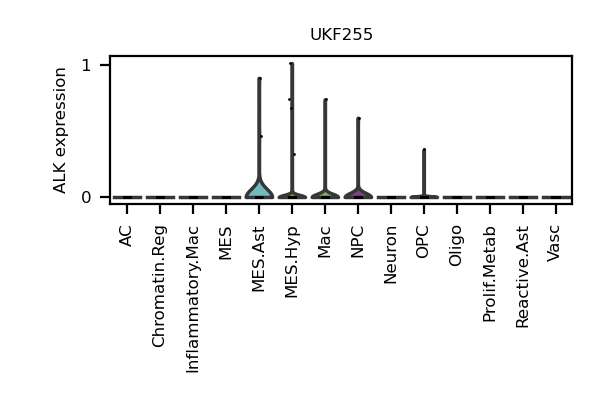 UKF255
ALK expression
1
0
AC
Chromatin.Reg
Inflammatory.Mac
MES
MES.Ast
MES.Hyp
Mac
NPC
Neuron
OPC
Oligo
Prolif.Metab
Reactive.Ast
Vasc